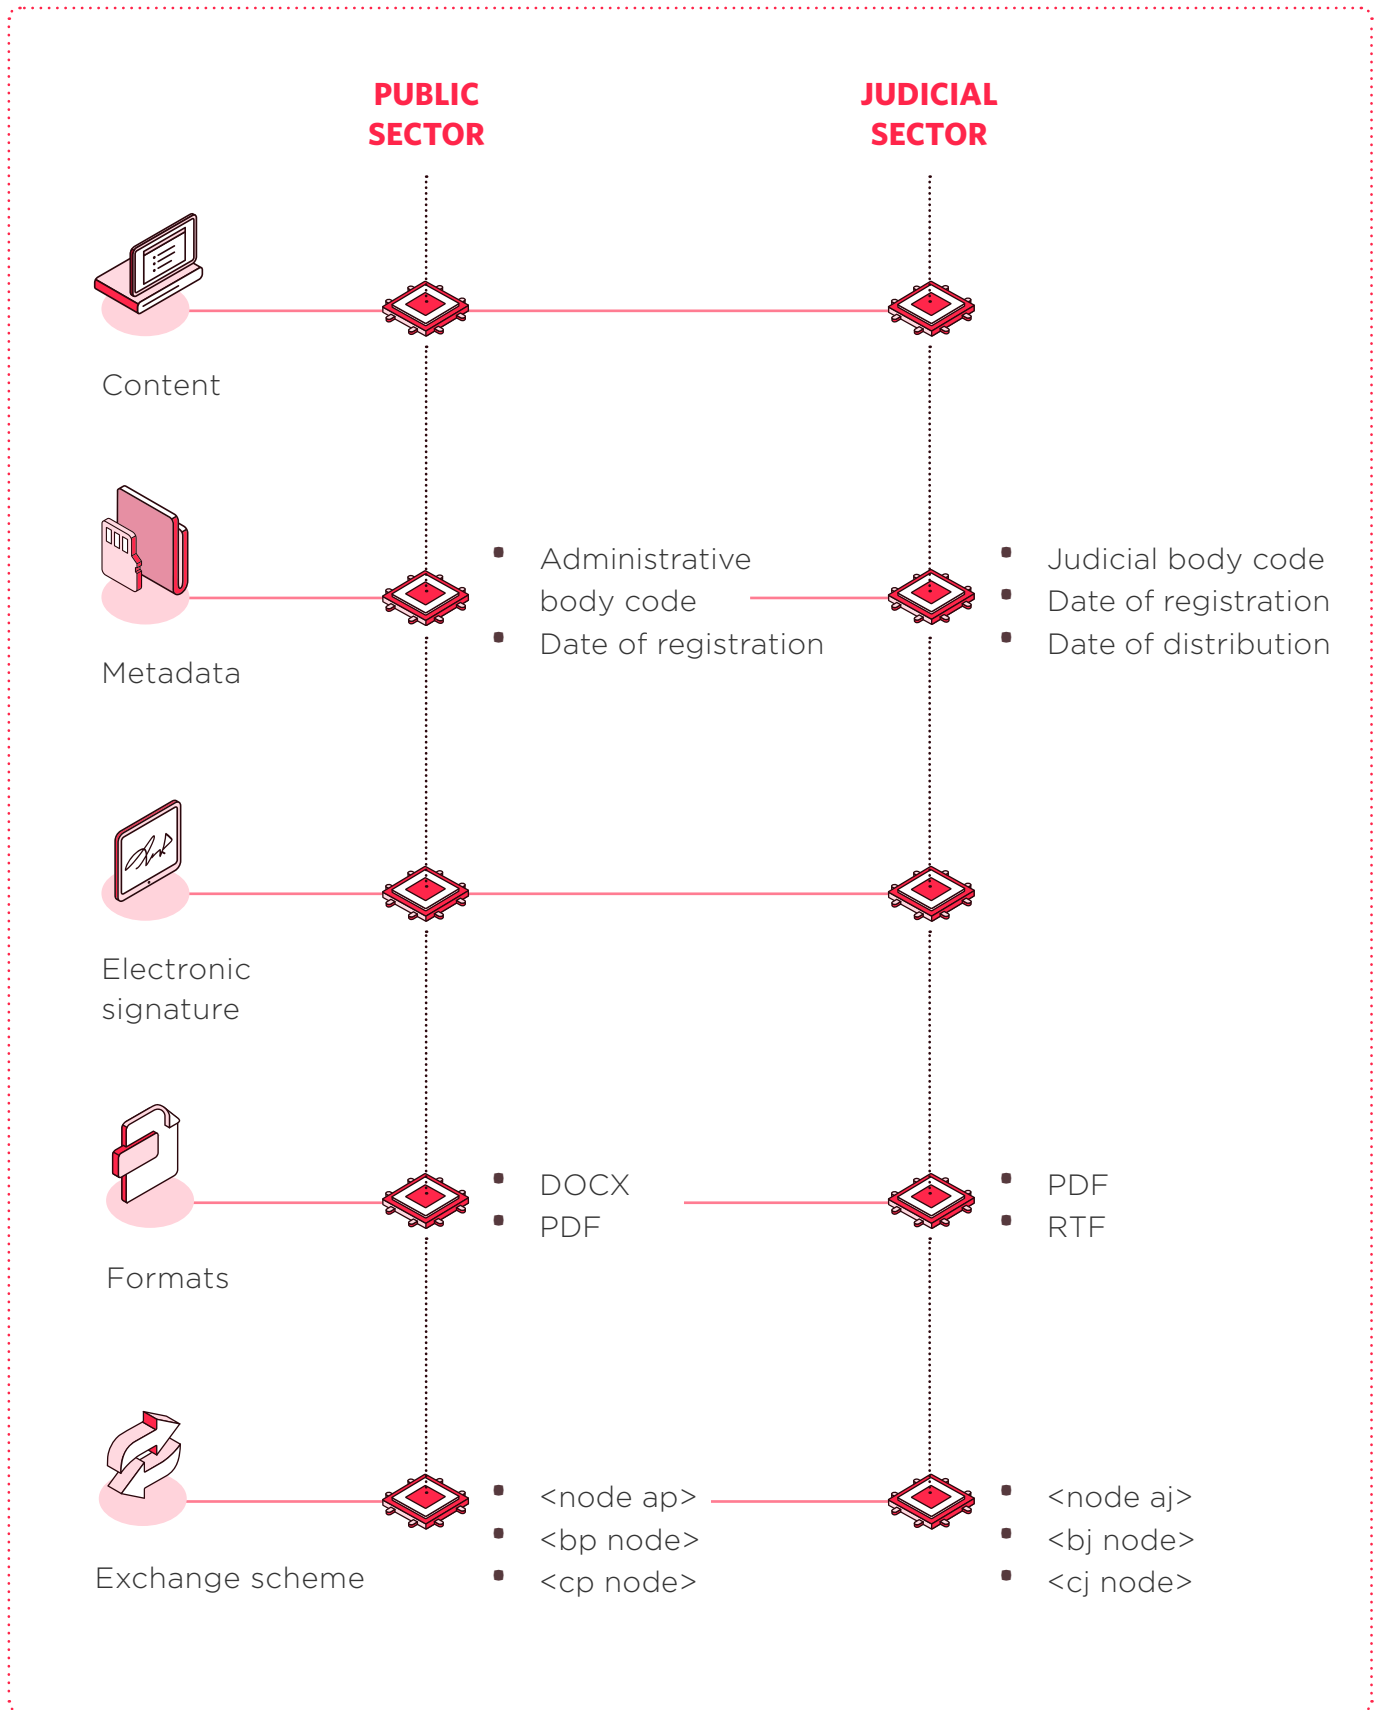 PUBLIC
SECTOR
JUDICIAL
SECTOR
Content
Metadata
Administrative
body code
Date of registration
Judicial body code
Date of registration
Date of distribution
Electronic
signature
Formats
DOCX
PDF
PDF
RTF
Exchange scheme
<node ap>
<bp node>
<cp node>
<node aj>
<bj node>
<cj node>